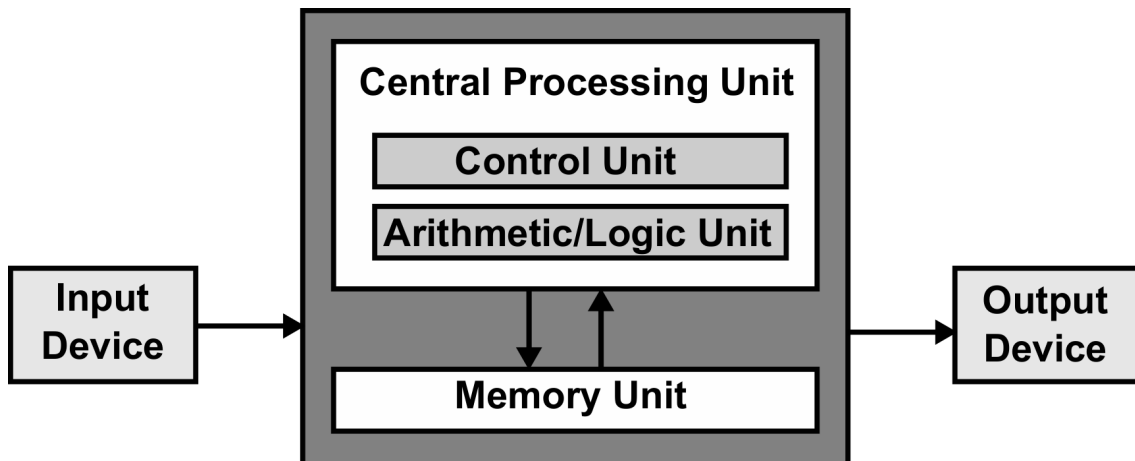 Central Processing Unit
Control Unit
Arithmetic/Logic Unit
Input
Device
Output
Device
Memory Unit